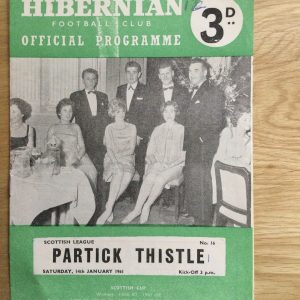 HIBERNIAN
FOOTBALL · CLUB
OFFICIAL PROGRAMME
3D
SCOTTISH LEAGUE
No. 16
PARTICK THISTLE
SATURDAY, 14th JANUARY 1961
Kick-Off 3 p.m.
SCOTTISH CUP